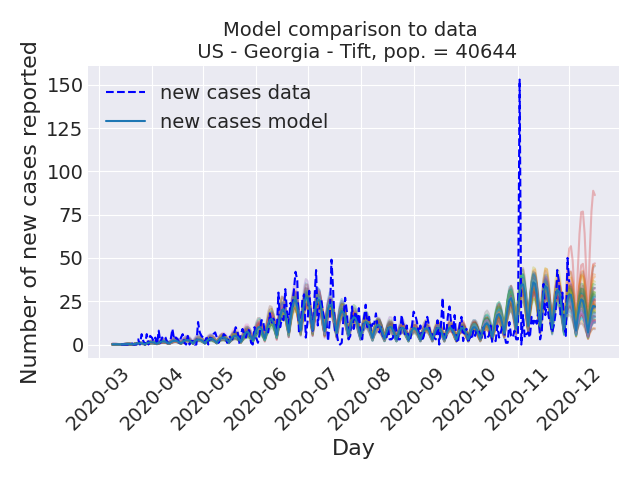 Model comparison to data
US - Georgia - Tift, pop. = 40644
Number of new cases reported
150
125
100
75
50
25
0
new cases data
new cases model
2020-03
2020-04
2020-05
2020-06
2020-07
2020-08
2020-09
2020-10
2020-11
2020-12
Day